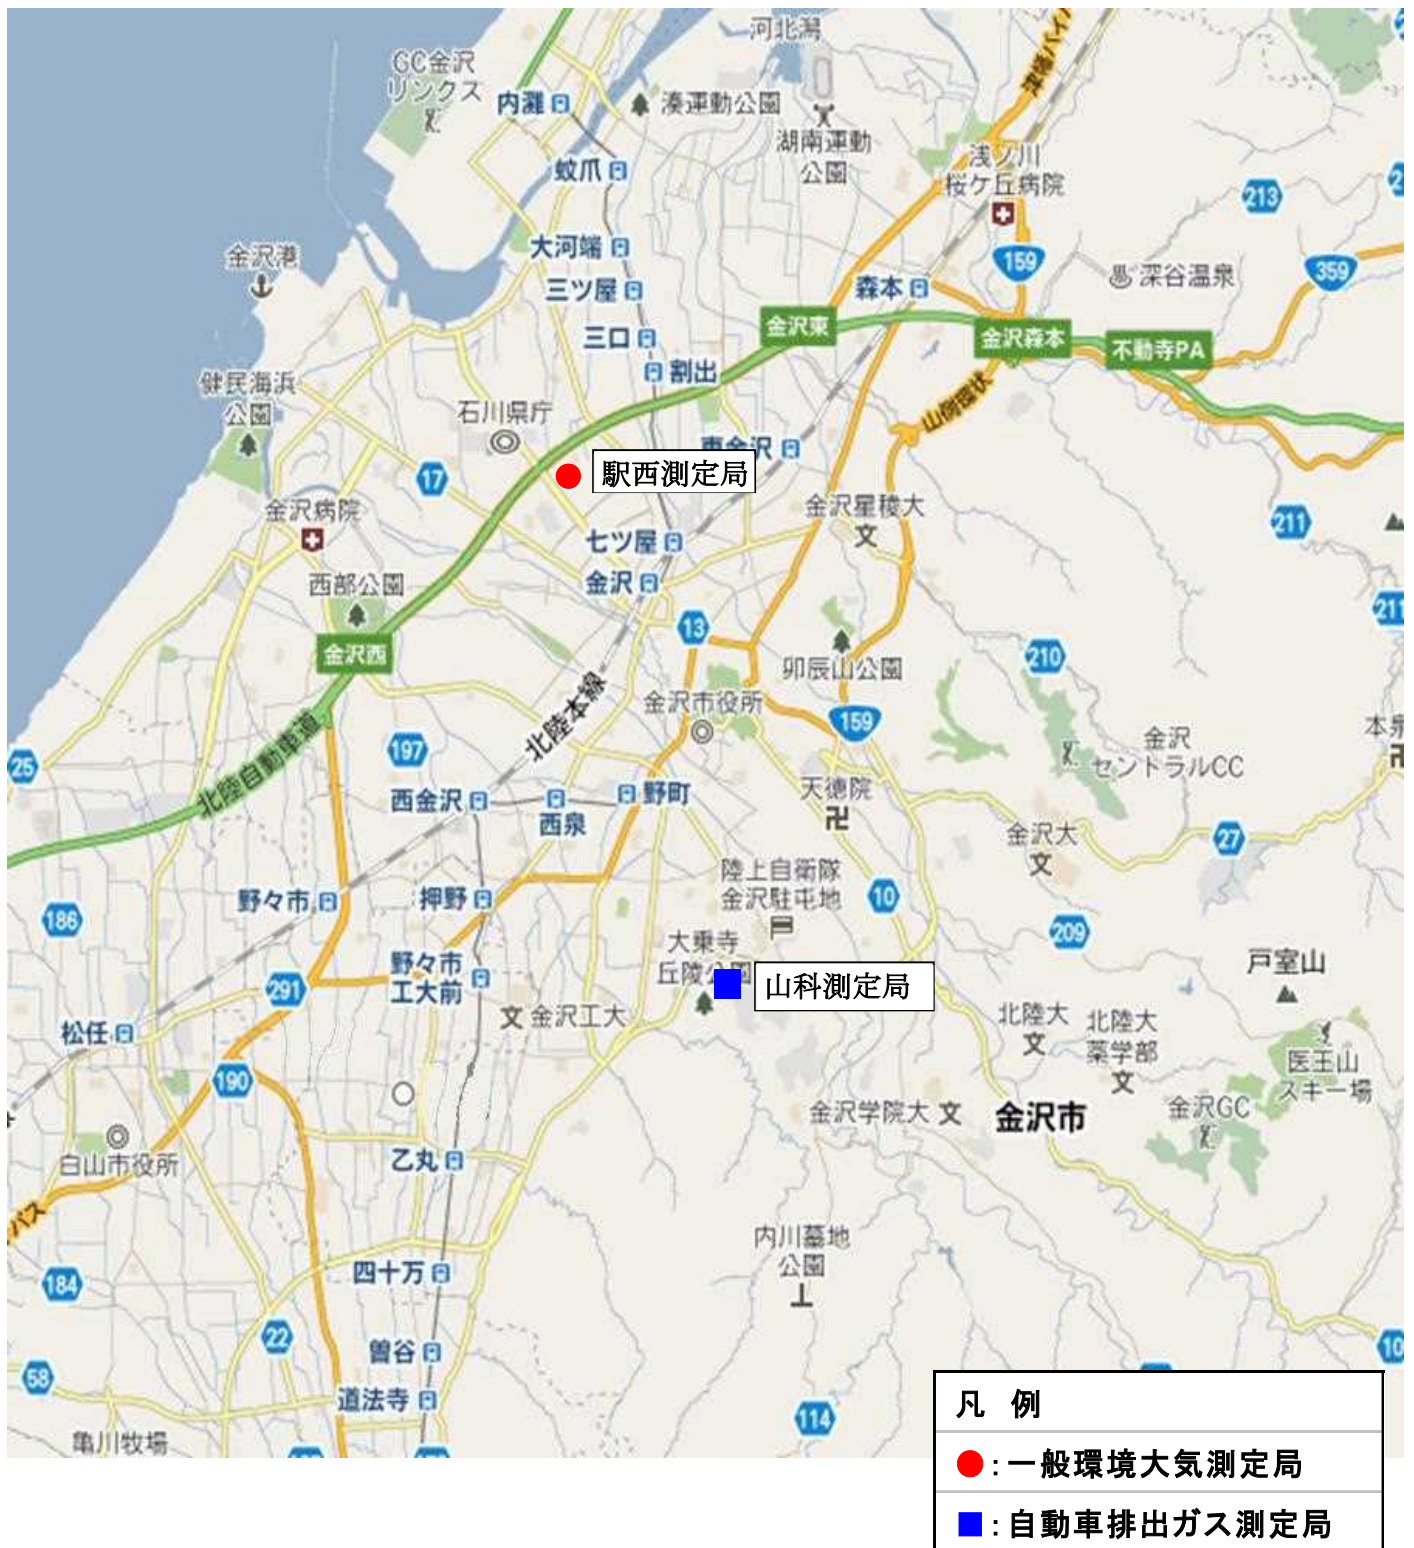 河北潟
GC金沢
リンクス
内灘
湊運動公園
湖南運動
公園
浅ノ川
桜ケ丘病院
蚊爪
213
大河端
金沢港
159
359
深谷温泉
三ツ屋
森本
金沢東
三口
金沢森本
不動寺PA
割出
健民海浜
公園
石川県庁
山側環状
東金沢
駅西測定局
17
金沢病院
金沢星稜大
211
七ツ屋
金沢
西部公園
211
13
金沢西
210
卯辰山公園
金沢市役所
北陸本線
159
北陸自動車道
197
金沢
セントラルCC
25
西金沢
西泉
野町
天徳院
金沢大
27
陸上自衛隊
金沢駐屯地
10
野々市
押野
186
209
大乗寺
丘陵公園
野々市
工大前
戸室山
山科測定局
291
金沢工大
松任
北陸大
北陸大
薬学部
医王山
スキー場
190
金沢学院大
金沢市
金沢GC
白山市役所
乙丸
バス
内川墓地
公園
184
四十万
22
曽谷
58
道法寺
114
亀川牧場
凡 例
:一般環境大気測定局
:自動車排出ガス測定局